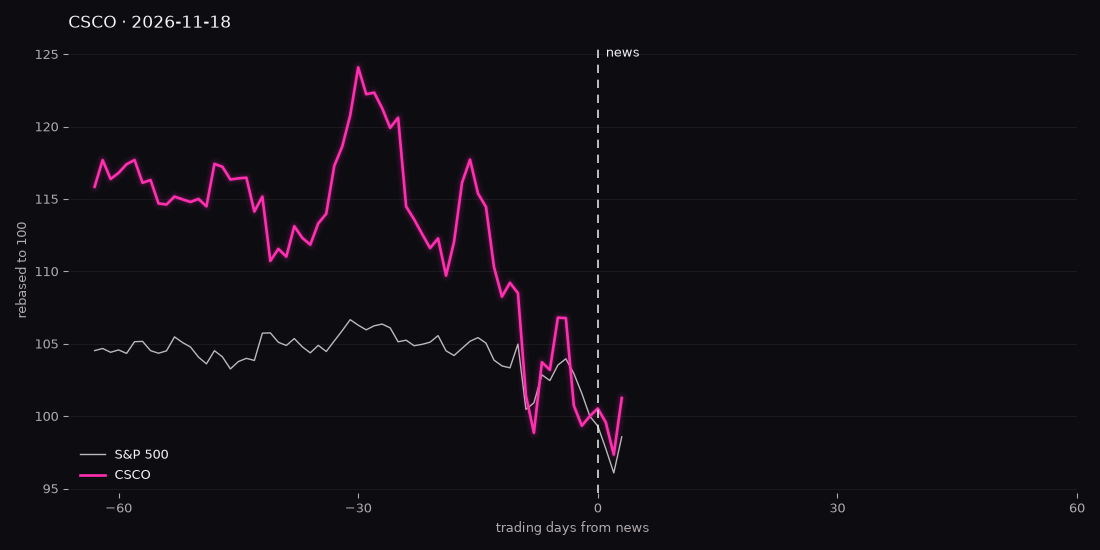 CSCO · 2026-11-18
news
125
120
115
110
105
100
95
rebased to 100
S&P 500
CSCO
−60
−30
0
30
60
trading days from news